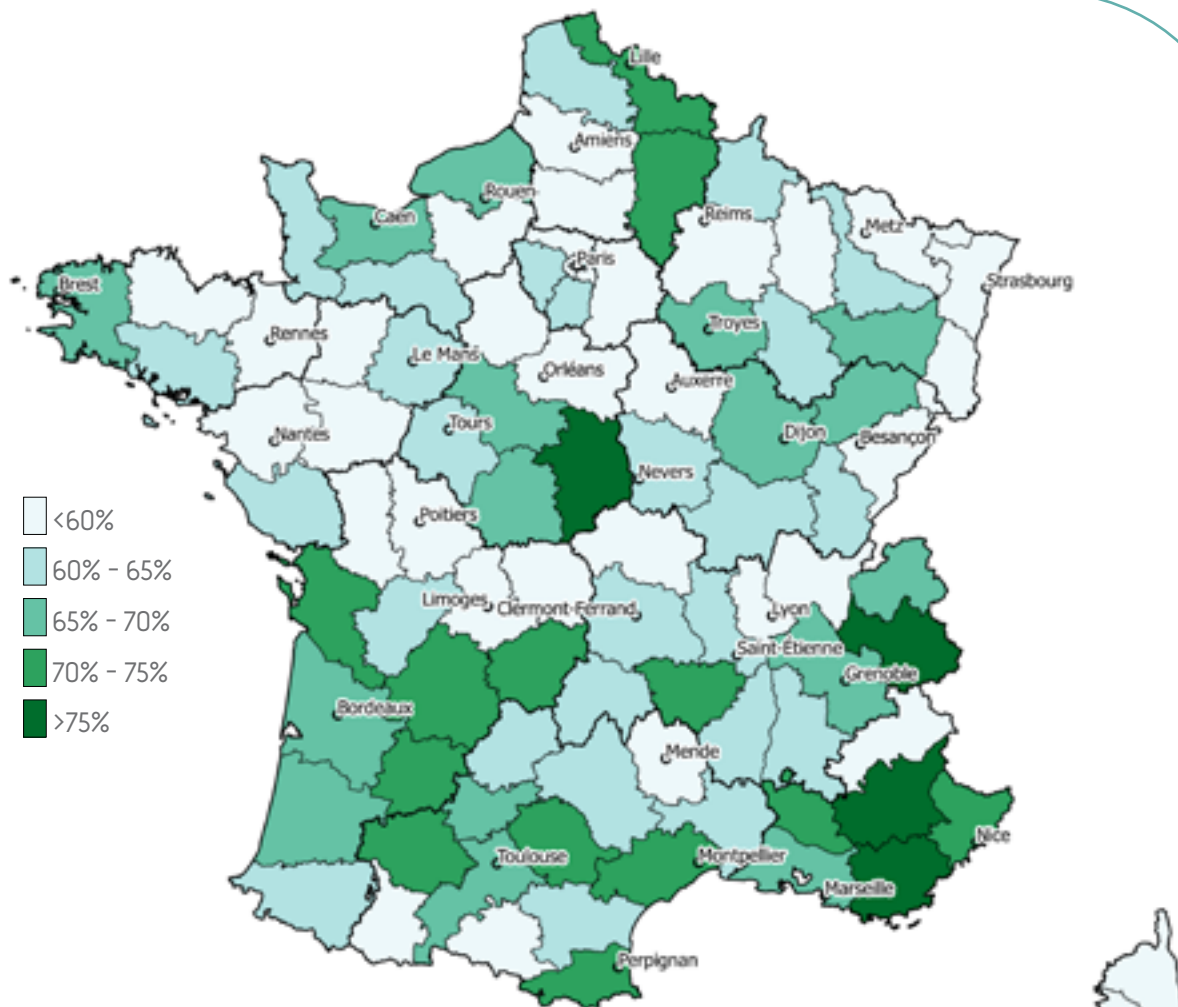 Lille
Amiens
Rouen
Caen
Reims
Metz
Paris
Strasbourg
Brest
Rennes
Troyes
Le Mans
Orléans
Auxerre
Tours
Nantes
Dijon
Besançon
Nevers
Poitiers
<60%
60% - 65%
65% - 70%
70% - 75%
>75%
Limoges
Clermont-Ferrand
Lyon
Saint-Étienne
Grenoble
Bordeaux
Mende
Nice
Toulouse
Montpellier
Marseille
Perpignan